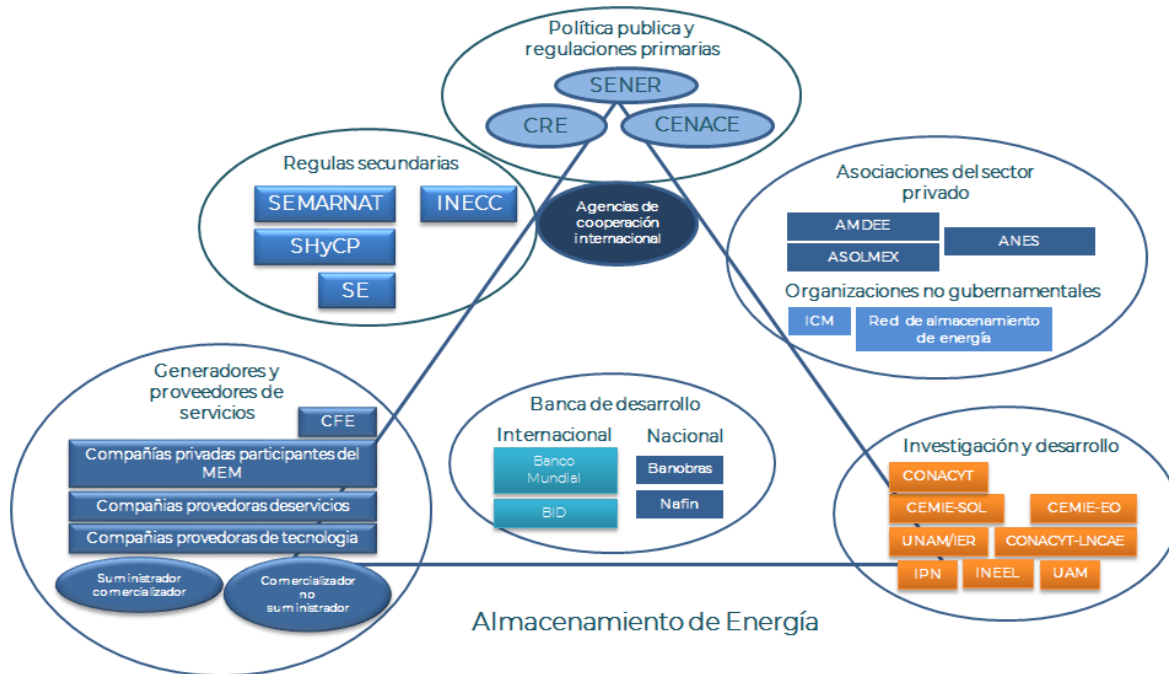 Política publica y
regulaciones primarias
SENER
CRE
CENACE
Regulas secundarias
SEMARNAT
INECC
SHyCP
SE
Agencias de
cooperación
internacional
Asociaciones del sector
privado
AMDEE
ANES
ASOLMEX
Organizaciones no gubernamentales
ICM
Red de almacenamiento
de energía
Generadores y
proveedores de
servicios
CFE
Compañías privadas participantes del
MEM
Compañias provedoras deservicios
Compañias provedoras de tecnologia
Suministrador
comercializador
Comercializador
no
suministrador
Banca de desarrollo
Internacional
Nacional
Banco
Mundial
Banobras
BID
Nafin
Investigación y desarrollo
CONACYT
CEMIE-SOL
CEMIE-EO
UNAM/IER
CONACYT-LNCAE
IPN
INEEL
UAM
Almacenamiento de Energía